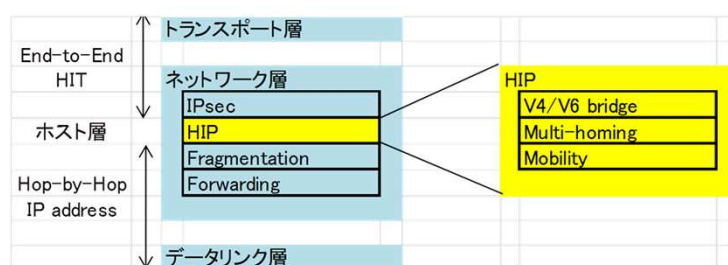 トランスポート層
End-to-End
HIT
ネットワーク層
IPsec
ホスト層
HIP
Fragmentation
Hop-by-Hop
IP address
Forwarding
データリンク層
HIP
V4/V6 bridge
Multi-homing
Mobility